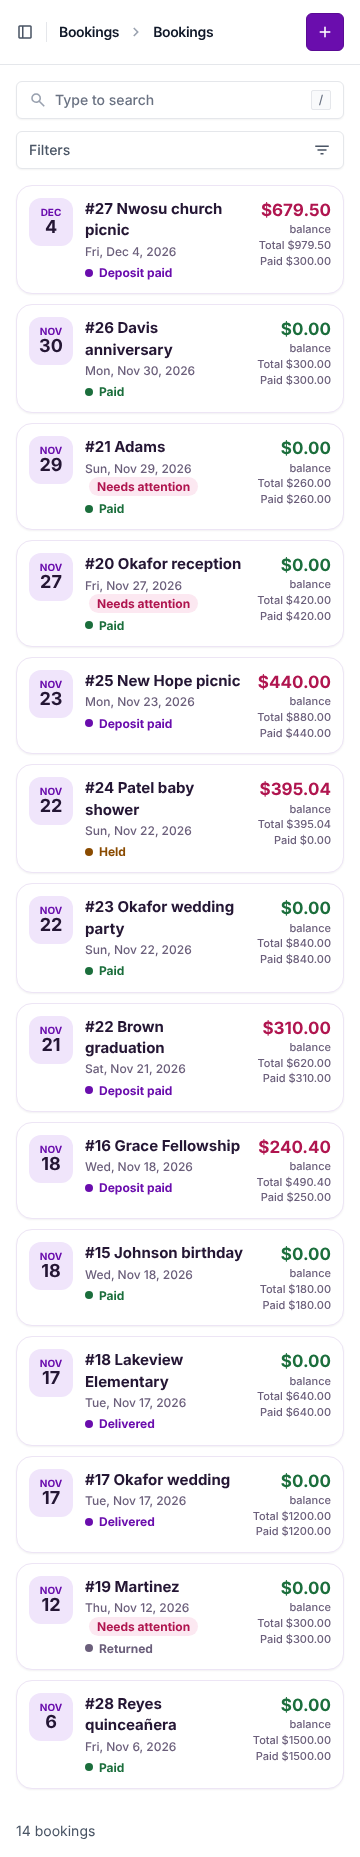 Bookings > Bookings
+
Type to search /
Filters
DEC
4
#27 Nwosu church
picnic
Fri, Dec 4, 2026
Deposit paid
$679.50
balance
Total $979.50
Paid $300.00
NOV
30
#26 Davis
anniversary
Mon, Nov 30, 2026
Paid
$0.00
balance
Total $300.00
Paid $300.00
NOV
29
#21 Adams
Sun, Nov 29, 2026
Needs attention
Paid
$0.00
balance
Total $260.00
Paid $260.00
NOV
27
#20 Okafor reception
Fri, Nov 27, 2026
Needs attention
Paid
$0.00
balance
Total $420.00
Paid $420.00
NOV
23
#25 New Hope picnic
Mon, Nov 23, 2026
Deposit paid
$440.00
balance
Total $880.00
Paid $440.00
NOV
22
#24 Patel baby
shower
Sun, Nov 22, 2026
Held
$395.04
balance
Total $395.04
Paid $0.00
NOV
22
#23 Okafor wedding
party
Sun, Nov 22, 2026
Paid
$0.00
balance
Total $840.00
Paid $840.00
NOV
21
#22 Brown
graduation
Sat, Nov 21, 2026
Deposit paid
$310.00
balance
Total $620.00
Paid $310.00
NOV
18
#16 Grace Fellowship
Wed, Nov 18, 2026
Deposit paid
$240.40
balance
Total $490.40
Paid $250.00
NOV
18
#15 Johnson birthday
Wed, Nov 18, 2026
Paid
$0.00
balance
Total $180.00
Paid $180.00
NOV
17
#18 Lakeview
Elementary
Tue, Nov 17, 2026
Delivered
$0.00
balance
Total $640.00
Paid $640.00
NOV
17
#17 Okafor wedding
Tue, Nov 17, 2026
Delivered
$0.00
balance
Total $1200.00
Paid $1200.00
NOV
12
#19 Martinez
Thu, Nov 12, 2026
Needs attention
Returned
$0.00
balance
Total $300.00
Paid $300.00
NOV
6
#28 Reyes
quinceañera
Fri, Nov 6, 2026
Paid
$0.00
balance
Total $1500.00
Paid $1500.00
14 bookings